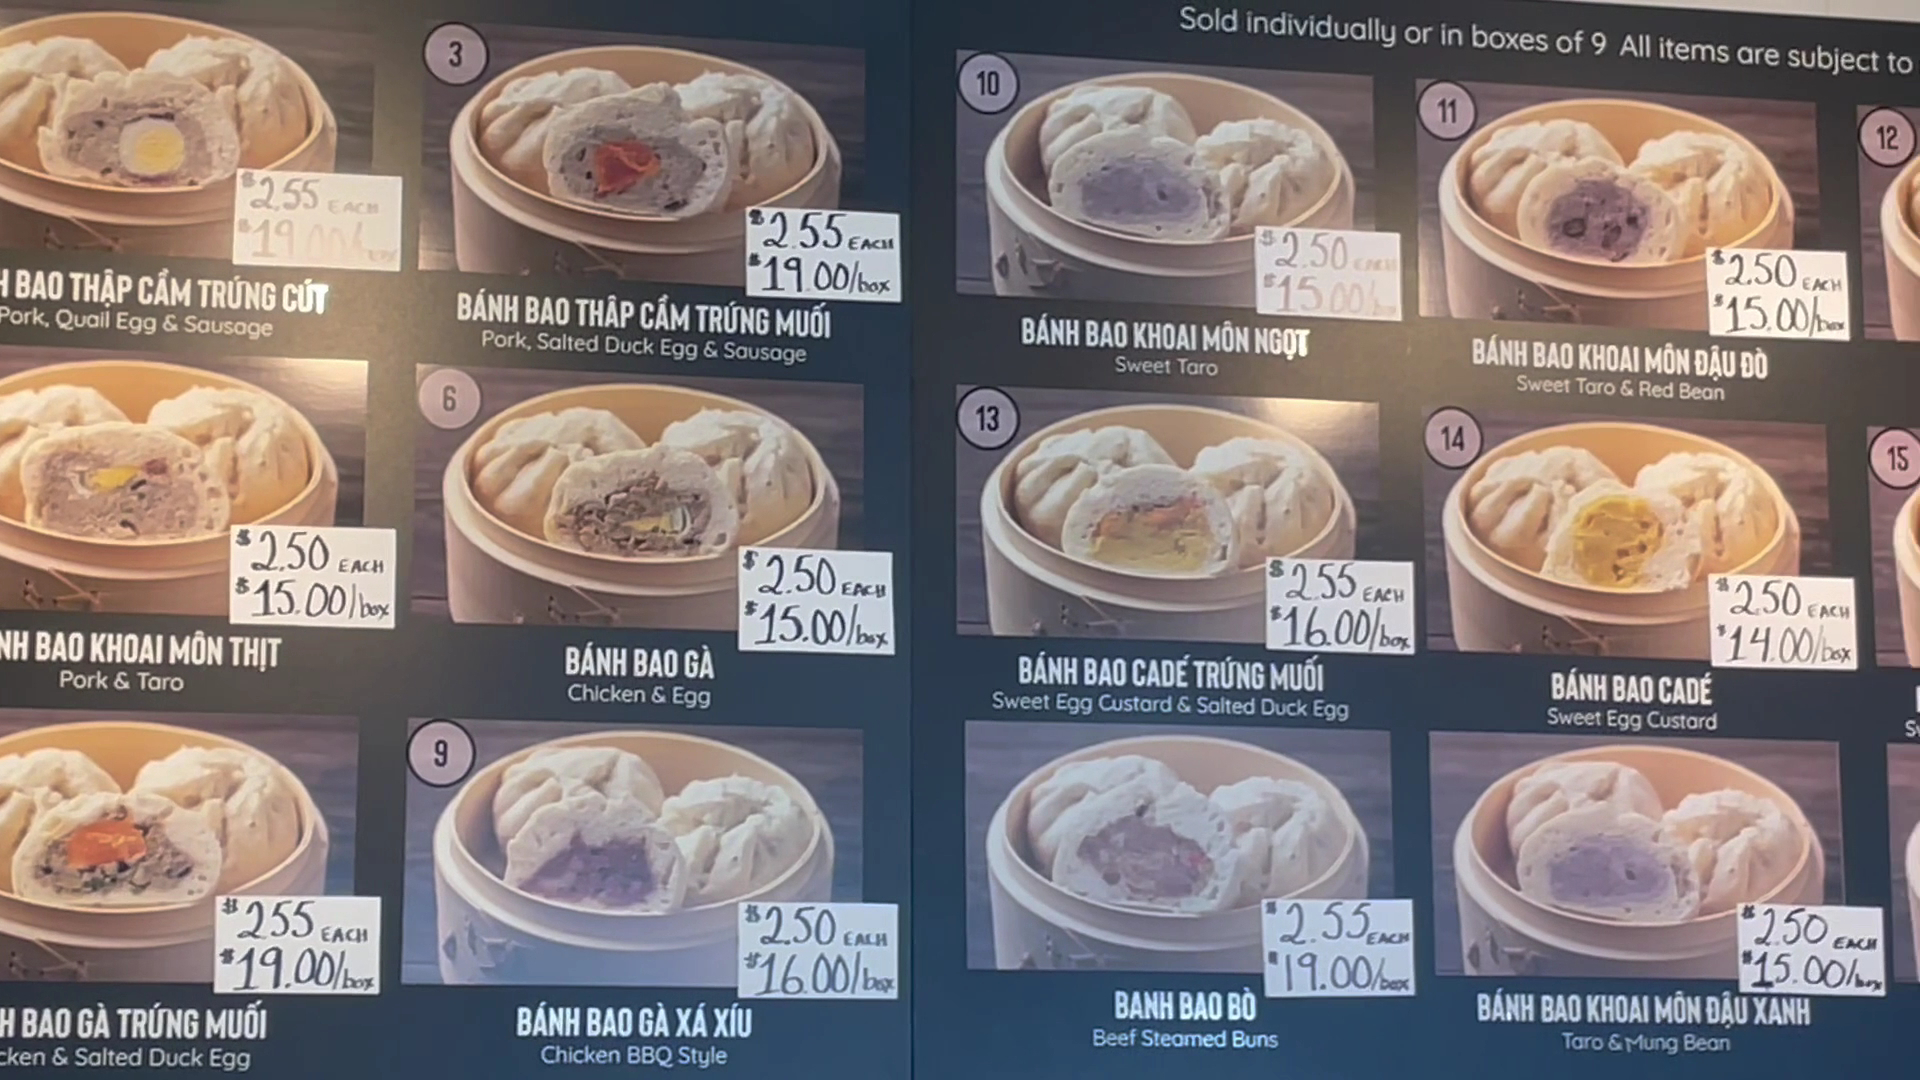 Sold individually or in boxes of 9 All items are subject to
$2.55 EACH
$19.00/box
BAO THẬP CẨM TRỨNG CÚT
Pork, Quail Egg & Sausage
3
$2.55 EACH
$19.00/box
BÁNH BAO THẬP CẨM TRỨNG MUỐI
Pork, Salted Duck Egg & Sausage
10
$2.50 EACH
$15.00/box
BÁNH BAO KHOAI MÔN NGỌT
Sweet Taro
11
$2.50 EACH
$15.00/box
BÁNH BAO KHOAI MÔN ĐẬU ĐÒ
Sweet Taro & Red Bean
12
$2.50 EACH
$15.00/box
NH BAO KHOAI MÔN THỊT
Pork & Taro
6
$2.50 EACH
$15.00/box
BÁNH BAO GÀ
Chicken & Egg
13
$2.55 EACH
$16.00/box
BÁNH BAO CADÉ TRỨNG MUỐI
Sweet Egg Custard & Salted Duck Egg
14
$2.50 EACH
$14.00/box
BÁNH BAO CADÉ
Sweet Egg Custard
15
$255 EACH
$19.00/box
H BAO GÀ TRỨNG MUỐI
cken & Salted Duck Egg
9
$2.50 EACH
$16.00/box
BÁNH BAO GÀ XÁ XÍU
Chicken BBQ Style
$2.55 EACH
$19.00/box
BANH BAO BÒ
Beef Steamed Buns
$2.50 EACH
$15.00/box
BÁNH BAO KHOAI MÔN ĐẬU XANH
Taro & Mung Bean